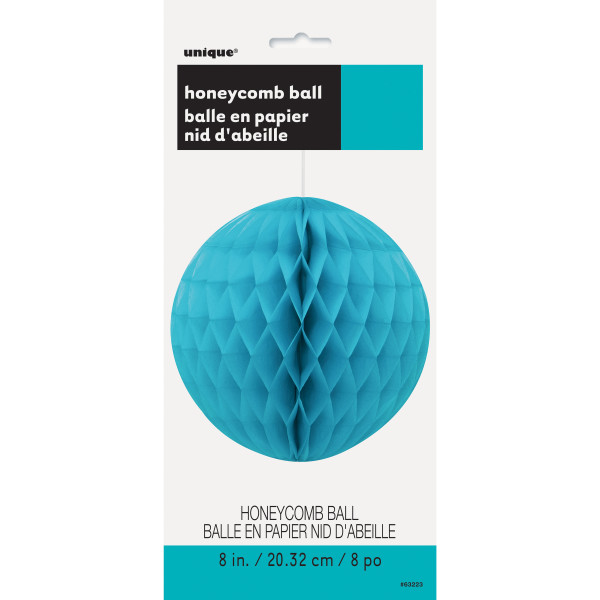 unique®
honeycomb ball
balle en papier
nid d'abeille
HONEYCOMB BALL
BALLE EN PAPIER NID D'ABEILLE
8 in. / 20.32 cm / 8 po
#63223